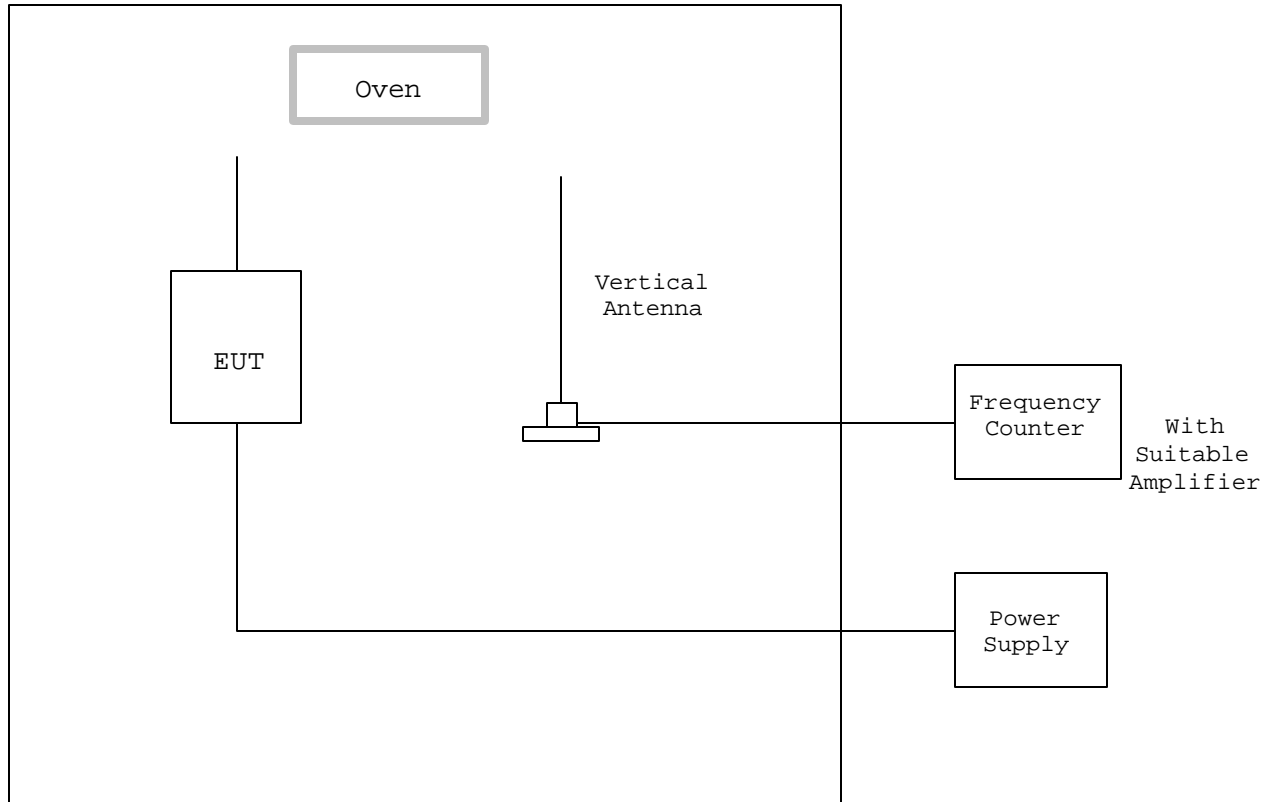 Oven
Vertical
Antenna
EUT
Frequency
Counter
With
Suitable
Amplifier
Power
Supply